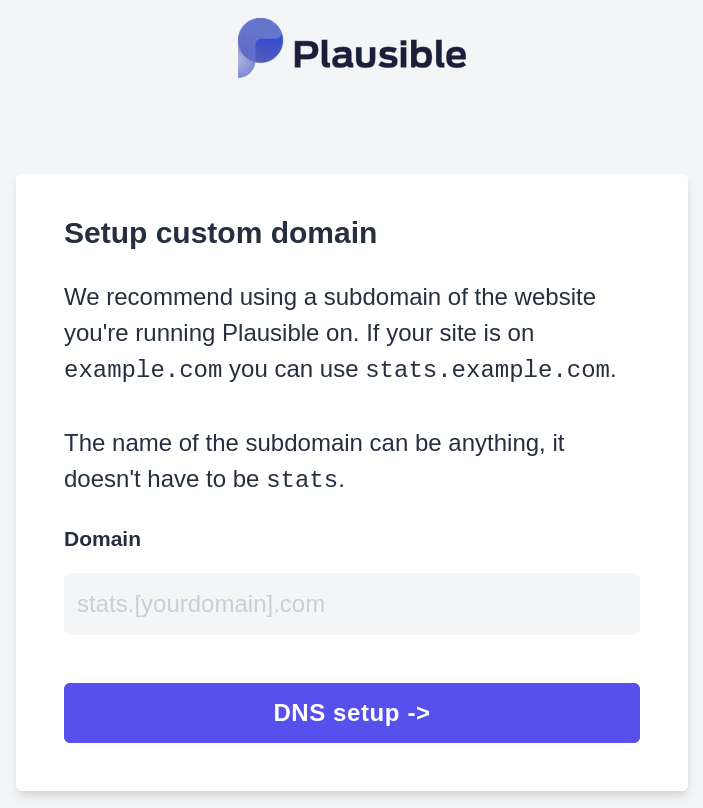 Plausible
Setup custom domain
We recommend using a subdomain of the website
you're running Plausible on. If your site is on
example.com you can use stats.example.com.
The name of the subdomain can be anything, it
doesn't have to be stats.
Domain
stats.[yourdomain].com
DNS setup ->